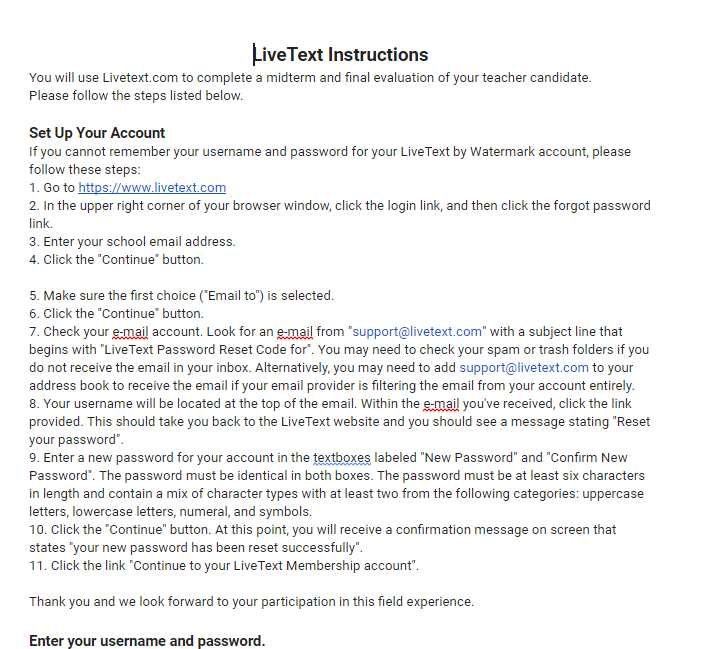 LiveText Instructions
You will use Livetext.com to complete a midterm and final evaluation of your teacher candidate.
Please follow the steps listed below.
Set Up Your Account
If you cannot remember your username and password for your LiveText by Watermark account, please
follow these steps:
1. Go to https://www.livetext.com
2. In the upper right corner of your browser window, click the login link, and then click the forgot password
link.
3. Enter your school email address.
4. Click the "Continue" button.
5. Make sure the first choice ("Email to") is selected.
6. Click the "Continue" button.
7. Check your e-mail account. Look for an e-mail from "support@livetext.com" with a subject line that
begins with "LiveText Password Reset Code for". You may need to check your spam or trash folders if you
do not receive the email in your inbox. Alternatively, you may need to add support@livetext.com to your
address book to receive the email if your email provider is filtering the email from your account entirely.
8. Your username will be located at the top of the email. Within the e-mail you've received, click the link
provided. This should take you back to the LiveText website and you should see a message stating "Reset
your password".
9. Enter a new password for your account in the textboxes labeled "New Password" and "Confirm New
Password". The password must be identical in both boxes. The password must be at least six characters
in length and contain a mix of character types with at least two from the following categories: uppercase
letters, lowercase letters, numeral, and symbols.
10. Click the "Continue" button. At this point, you will receive a confirmation message on screen that
states "your new password has been reset successfully".
11. Click the link "Continue to your LiveText Membership account".
Thank you and we look forward to your participation in this field experience.
Enter your username and password.